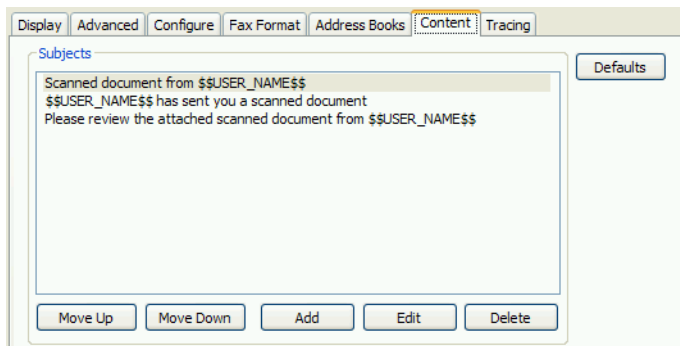 Display Advanced Configure Fax Format Address Books Content Tracing
Subjects
Defaults
Scanned document from $$USER_NAME$$
$$USER_NAME$$ has sent you a scanned document
Please review the attached scanned document from $$USER_NAME$$
Move Up Move Down Add Edit Delete